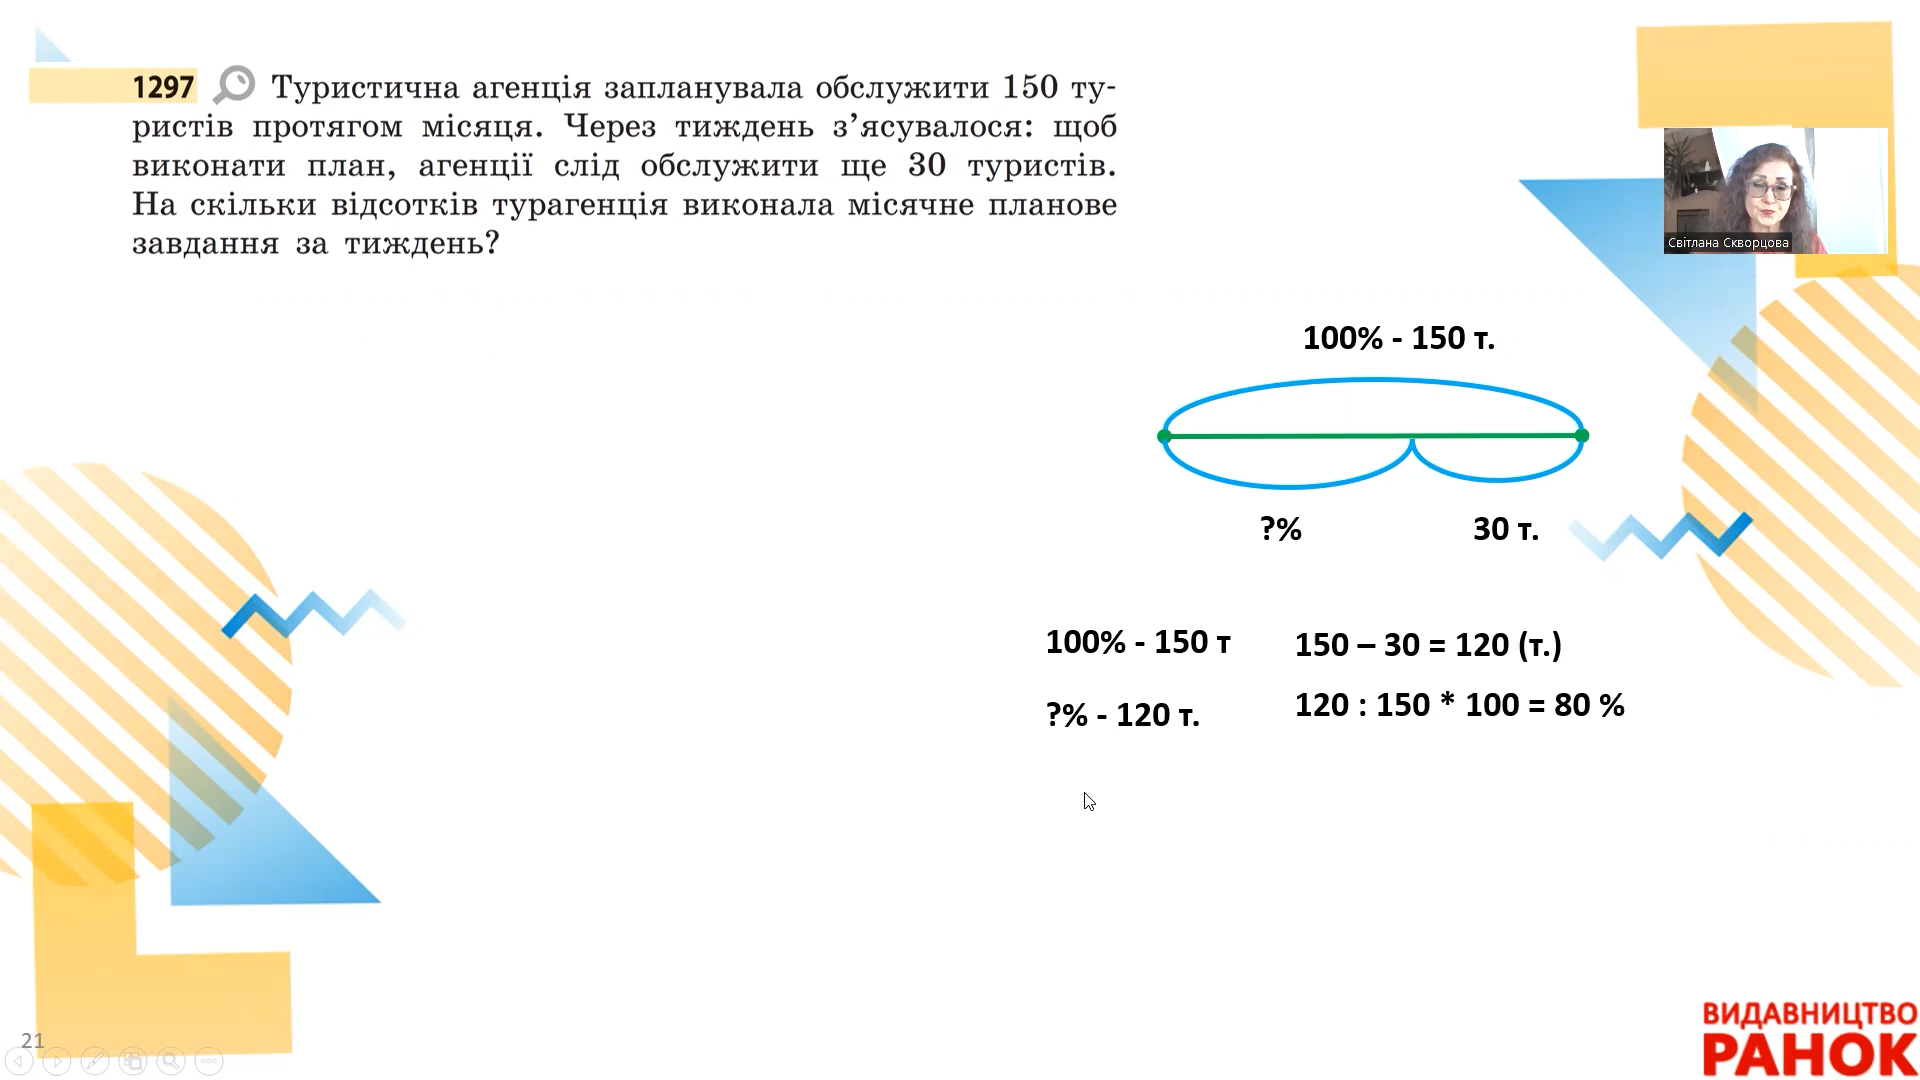 1297 Туристична агенція запланувала обслужити 150 ту-
ристів протягом місяця. Через тиждень з’ясувалося: щоб
виконати план, агенції слід обслужити ще 30 туристів.
На скільки відсотків турагенція виконала місячне планове
завдання за тиждень?
Світлана Скворцова
100% - 150 т.
?%
30 т.
100% - 150 т
?% - 120 т.
150 – 30 = 120 (т.)
120 : 150 * 100 = 80 %
21
ВИДАВНИЦТВО
РАНОК